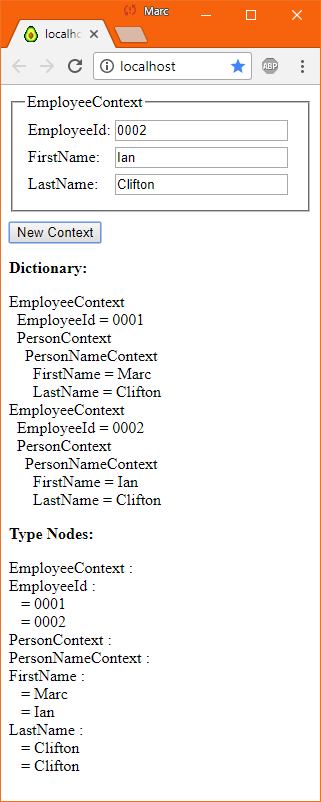 Marc
localhc
localhost
ABP
EmployeeContext
EmployeeId: 0002
FirstName: Ian
LastName: Clifton
New Context
Dictionary:
EmployeeContext
EmployeeId = 0001
PersonContext
PersonNameContext
FirstName = Marc
LastName = Clifton
EmployeeContext
EmployeeId = 0002
PersonContext
PersonNameContext
FirstName = Ian
LastName = Clifton
Type Nodes:
EmployeeContext :
EmployeeId :
= 0001
= 0002
PersonContext :
PersonNameContext :
FirstName :
= Marc
= Ian
LastName :
= Clifton
= Clifton